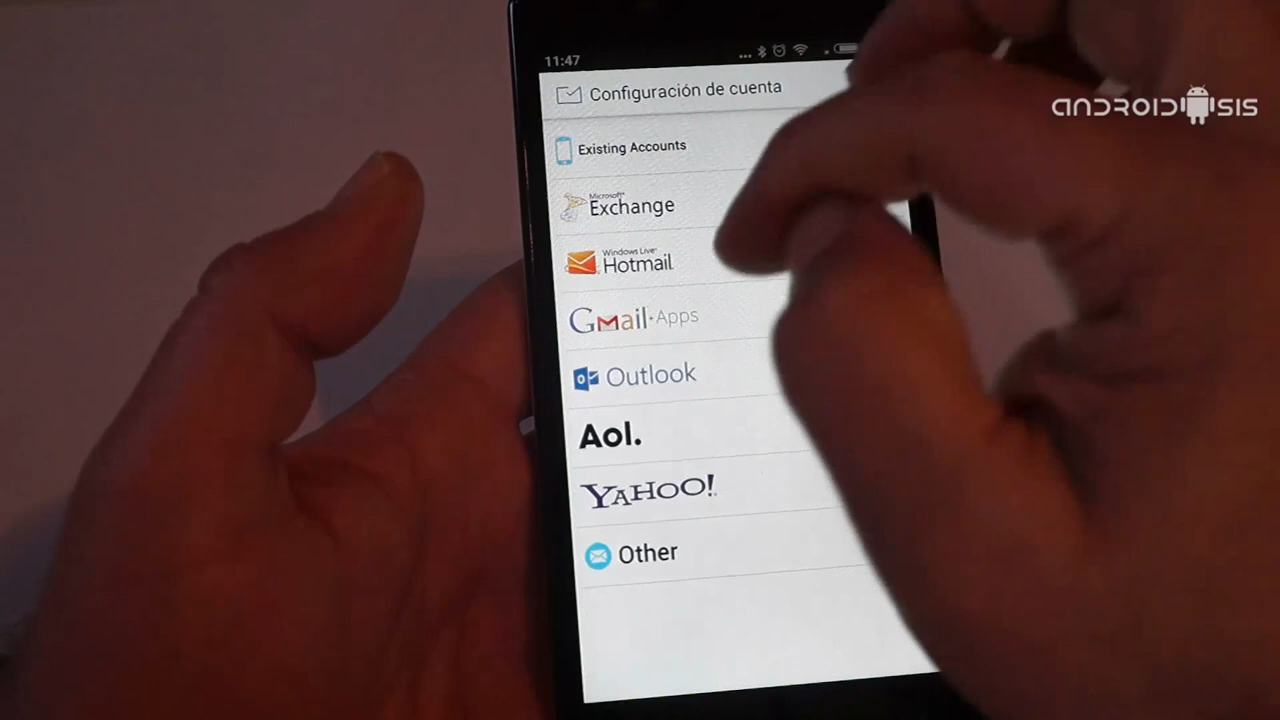 11:47
Configuración de cuenta
ANDROIDSIS
Existing Accounts
Microsoft
Exchange
Windows Live
Hotmail
Gmail Apps
Outlook
Aol.
YAHOO!
Other